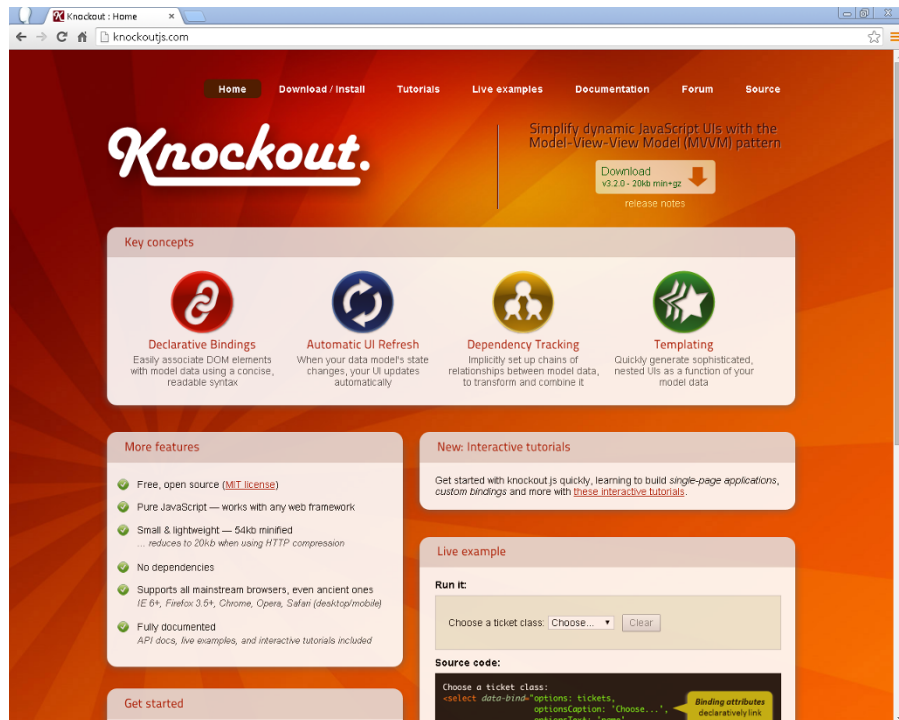 Knockout : Home
knockoutjs.com
Home
Download / Install
Tutorials
Live examples
Documentation
Forum
Source
Knockout.
Simplify dynamic JavaScript UIs with the
Model-View-View Model (MVVM) pattern
Download
v3.2.0 - 20kb min+gz
release notes
Key concepts
Declarative Bindings
Easily associate DOM elements
with model data using a concise,
readable syntax
Automatic UI Refresh
When your data model's state
changes, your UI updates
automatically
Dependency Tracking
Implicitly set up chains of
relationships between model data,
to transform and combine it
Templating
Quickly generate sophisticated,
nested UIs as a function of your
model data
More features
Free, open source (MIT license)
Pure JavaScript — works with any web framework
Small & lightweight — 54kb minified
... reduces to 20kb when using HTTP compression
No dependencies
Supports all mainstream browsers, even ancient ones
IE 6+, Firefox 3.5+, Chrome, Opera, Safari (desktop/mobile)
Fully documented
API docs, live examples, and interactive tutorials included
Get started
New: Interactive tutorials
Get started with knockout.js quickly, learning to build single-page applications,
custom bindings and more with these interactive tutorials.
Live example
Run it:
Choose a ticket class: Choose... Clear
Source code:
Choose a ticket class:
<select data-bind="options: tickets,
optionsCaption: 'Choose...',
optionsText: 'name'
Binding attributes
declaratively link